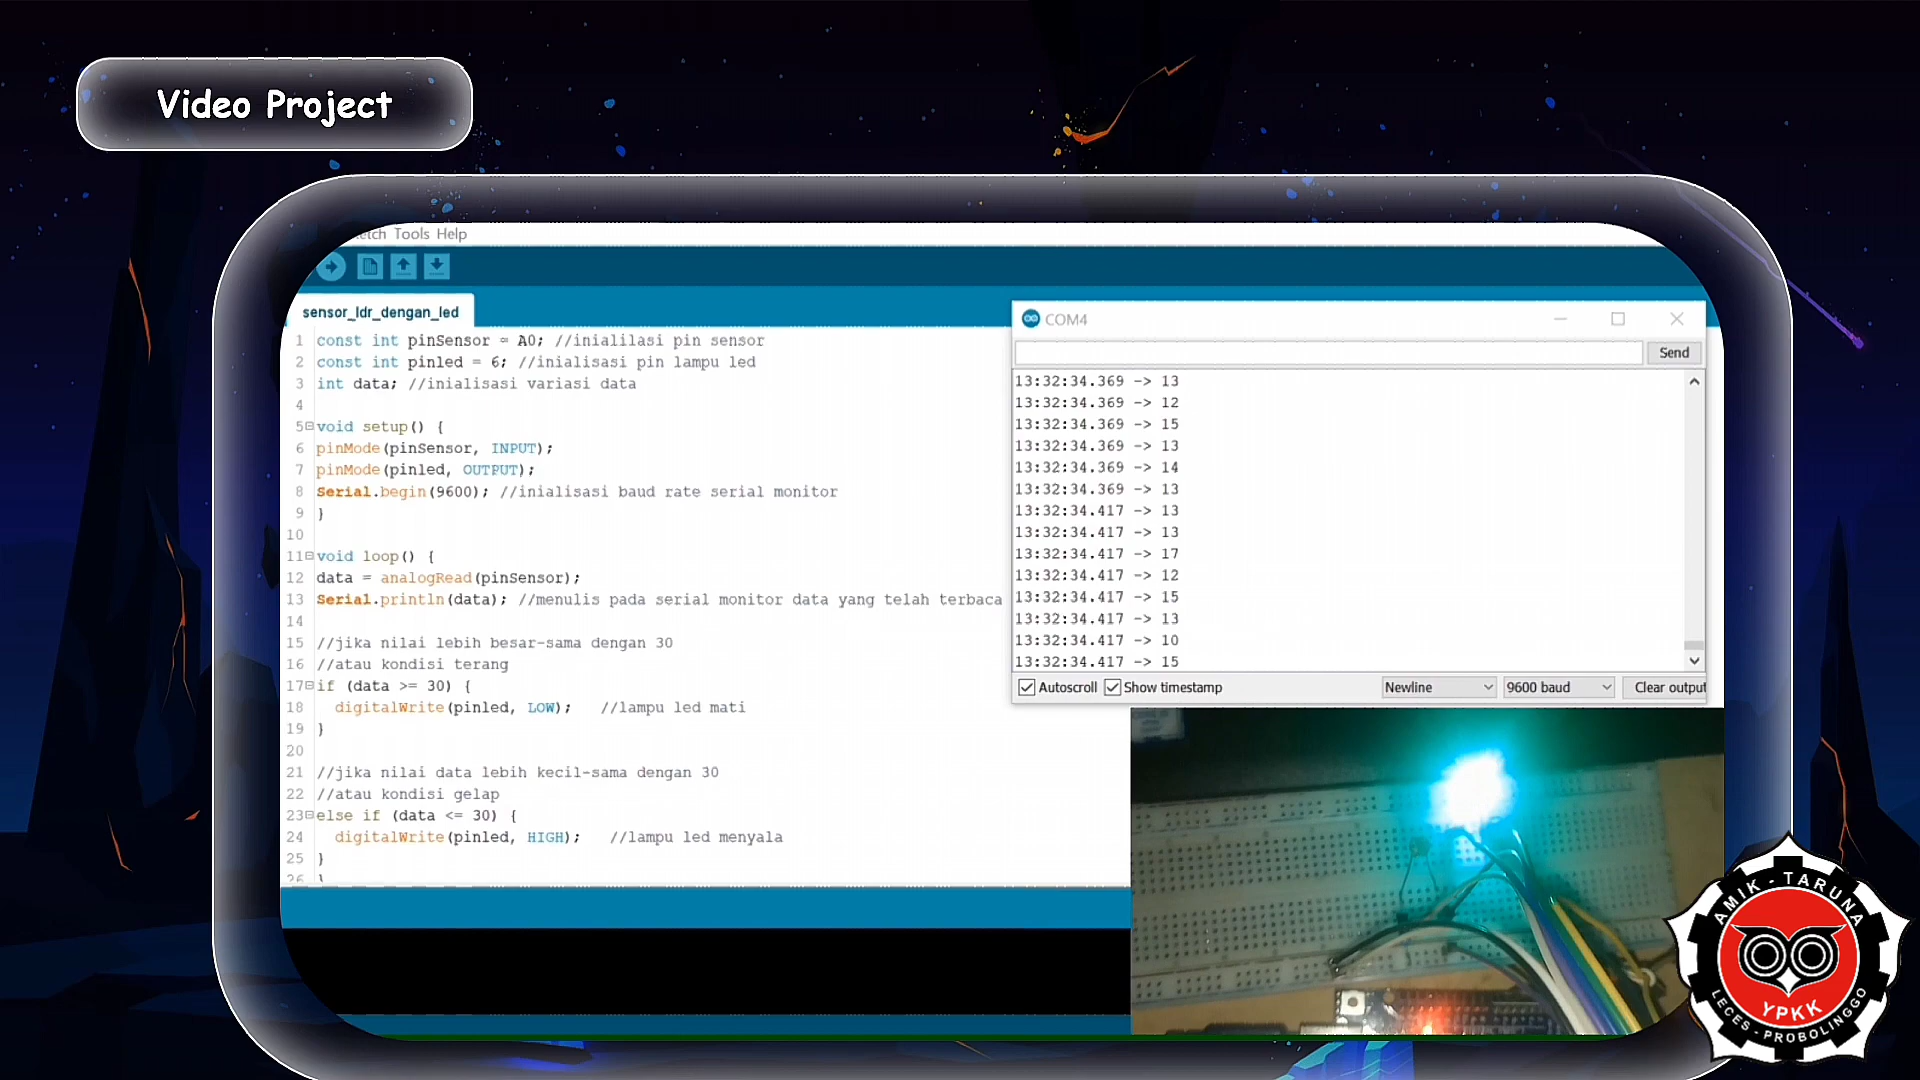 Video Project
etch Tools Help
sensor_ldr_dengan_led
1 const int pinSensor = A0; //inialilasi pin sensor
2 const int pinled = 6; //inialisasi pin lampu led
3 int data; //inialisasi variasi data
4
5 void setup() {
6 pinMode(pinSensor, INPUT);
7 pinMode(pinled, OUTPUT);
8 Serial.begin(9600); //inialisasi baud rate serial monitor
9 }
10
11 void loop() {
12 data = analogRead(pinSensor);
13 Serial.println(data); //menulis pada serial monitor data yang telah terbaca
14
15 //jika nilai lebih besar-sama dengan 30
16 //atau kondisi terang
17 if (data >= 30) {
18 digitalWrite(pinled, LOW); //lampu led mati
19 }
20
21 //jika nilai data lebih kecil-sama dengan 30
22 //atau kondisi gelap
23 else if (data <= 30) {
24 digitalWrite(pinled, HIGH); //lampu led menyala
25 }
26 }
COM4
Send
13:32:34.369 -> 13
13:32:34.369 -> 12
13:32:34.369 -> 15
13:32:34.369 -> 13
13:32:34.369 -> 14
13:32:34.369 -> 13
13:32:34.417 -> 13
13:32:34.417 -> 13
13:32:34.417 -> 17
13:32:34.417 -> 12
13:32:34.417 -> 15
13:32:34.417 -> 13
13:32:34.417 -> 10
13:32:34.417 -> 15
Autoscroll Show timestamp Newline 9600 baud Clear output
AMIK - TARUNA
YPKK
LECES - PROBOLINGGO